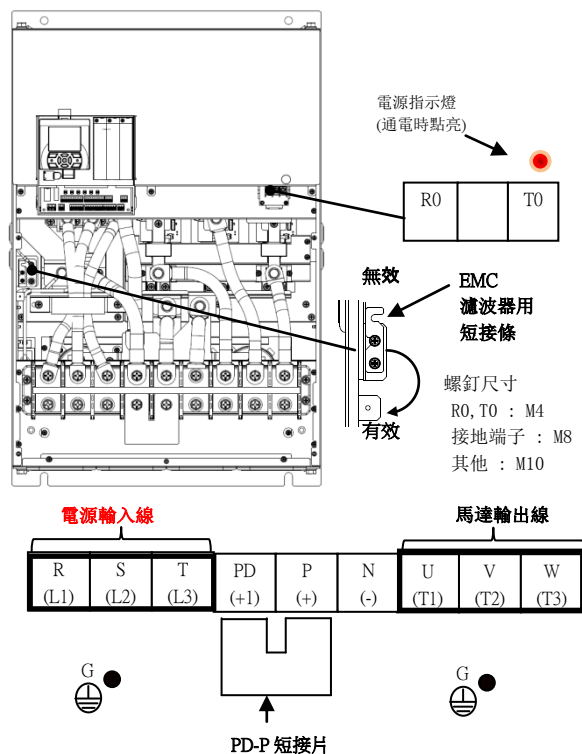 電源指示燈
(通電時點亮)
R0 T0
無效
EMC
濾波器用
短接條
有效
螺釘尺寸
R0,T0 : M4
接地端子 : M8
其他 : M10
電源輸入線
馬達輸出線
R S T PD P N U V W
(L1) (L2) (L3) (+1) (+) (-) (T1) (T2) (T3)
G G
PD-P 短接片